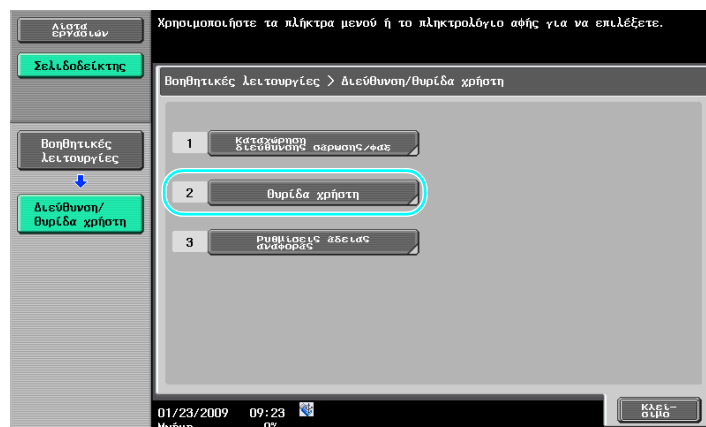 Λίστα
εργασιών
Χρησιμοποιήστε τα πλήκτρα μενού ή το πληκτρολόγιο αφής για να επιλέξετε.
Σελιδοδείκτης
Βοηθητικές λειτουργίες > Διεύθυνση/θυρίδα χρήστη
1
Καταχώρηση
διεύθυνσης σάρωσης/φαξ
Βοηθητικές
λειτουργίες
2
Θυρίδα χρήστη
Διεύθυνση/
θυρίδα χρήστη
3
Ρυθμίσεις άδειας
αναφοράς
01/23/2009 09:23
Μνήμη 0%
Κλεί-
σιμο